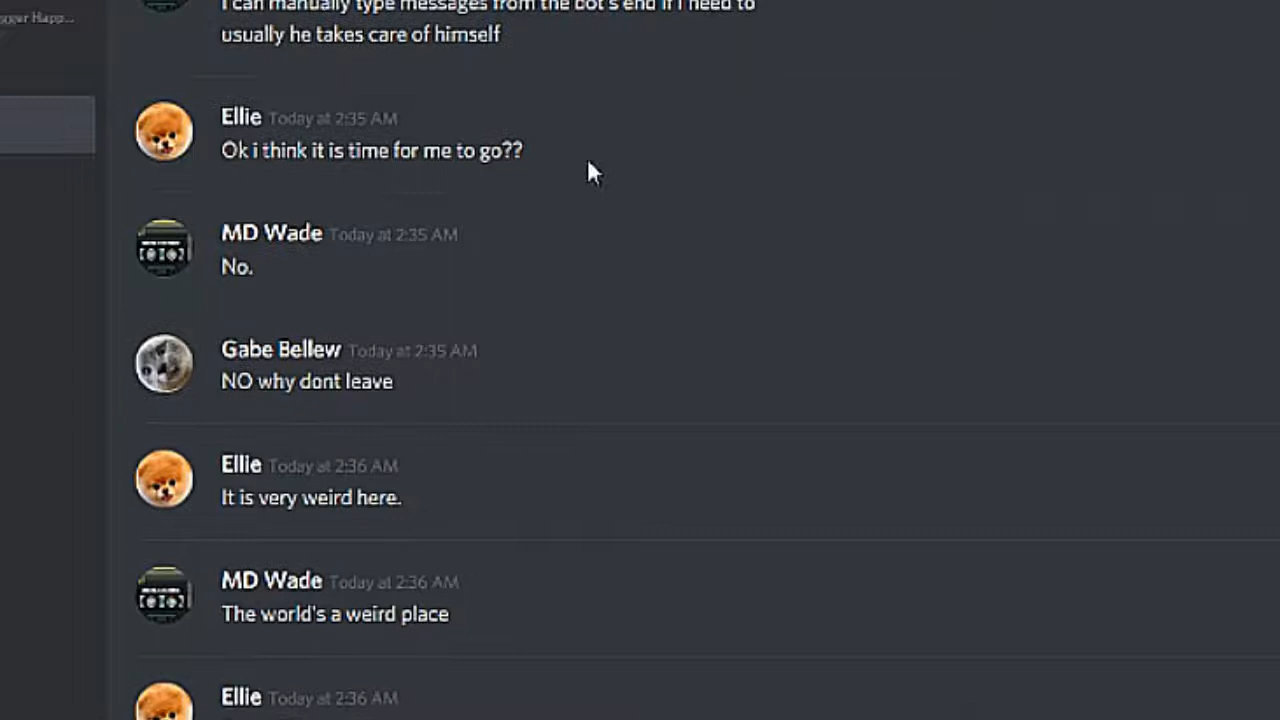 gger Happ...
I can manually type messages from the bot's end if I need to
usually he takes care of himself
Ellie Today at 2:35 AM
Ok i think it is time for me to go??
MD Wade Today at 2:35 AM
No.
Gabe Bellew Today at 2:35 AM
NO why dont leave
Ellie Today at 2:36 AM
It is very weird here.
MD Wade Today at 2:36 AM
The world's a weird place
Ellie Today at 2:36 AM